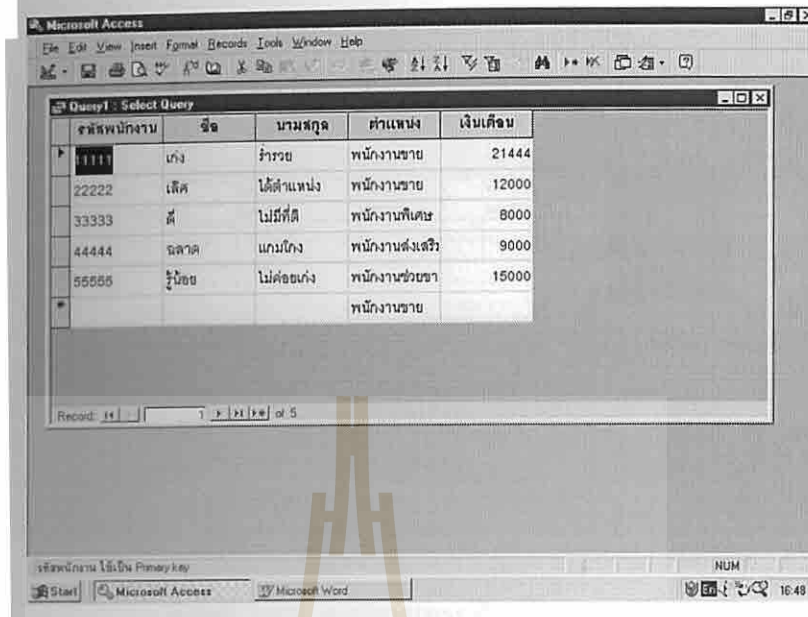 Microsoft Access
File Edit View Insert Format Records Tools Window Help
Query1 : Select Query
รหัสพนักงาน ชื่อ นามสกุล ตำแหน่ง เงินเดือน
11111 เก่ง ร่ำรวย พนักงานขาย 21444
22222 เลิศ ได้ตำแหน่ง พนักงานขาย 12000
33333 ดี ไม่มีที่ติ พนักงานพิเศษ 8000
44444 ฉลาด แกมโกง พนักงานส่งเสริม 9000
55555 รู้น้อย ไม่ค่อยเก่ง พนักงานช่วยขา 15000
พนักงานขาย
Record: 1 of 5
รหัสพนักงาน ใช้เป็น Primary key NUM
Start Microsoft Access Microsoft Word En 16:48